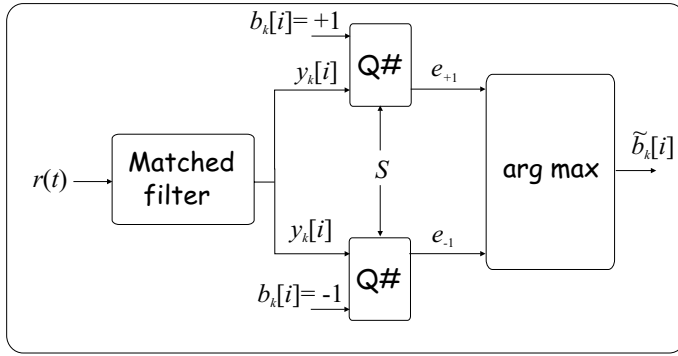 b_k[i]= +1
Q#
y_k[i]
e_{+1}
r(t)
Matched
filter
S
arg max
b̃_k[i]
y_k[i]
e_{-1}
Q#
b_k[i]= -1